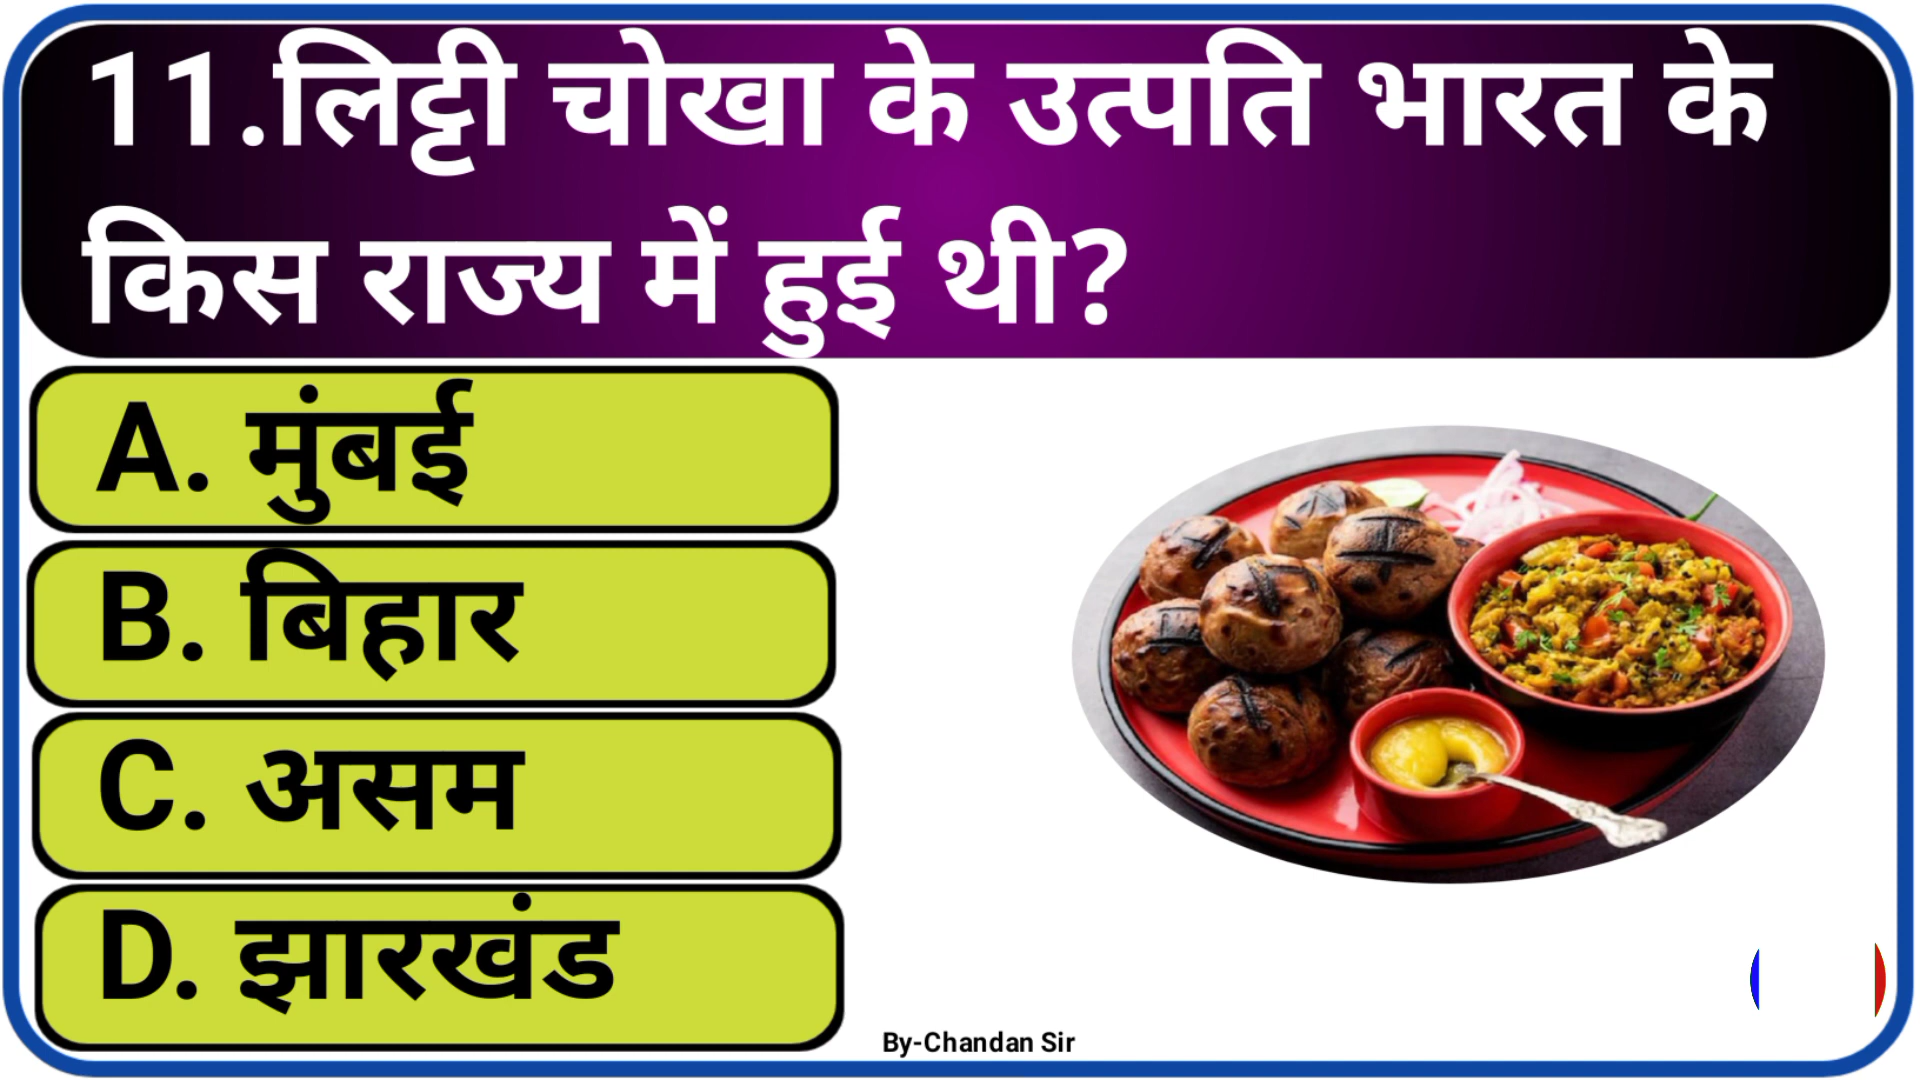 11.लिट्टी चोखा के उत्पति भारत के
किस राज्य में हुई थी?
A. मुंबई
B. बिहार
C. असम
D. झारखंड
By-Chandan Sir